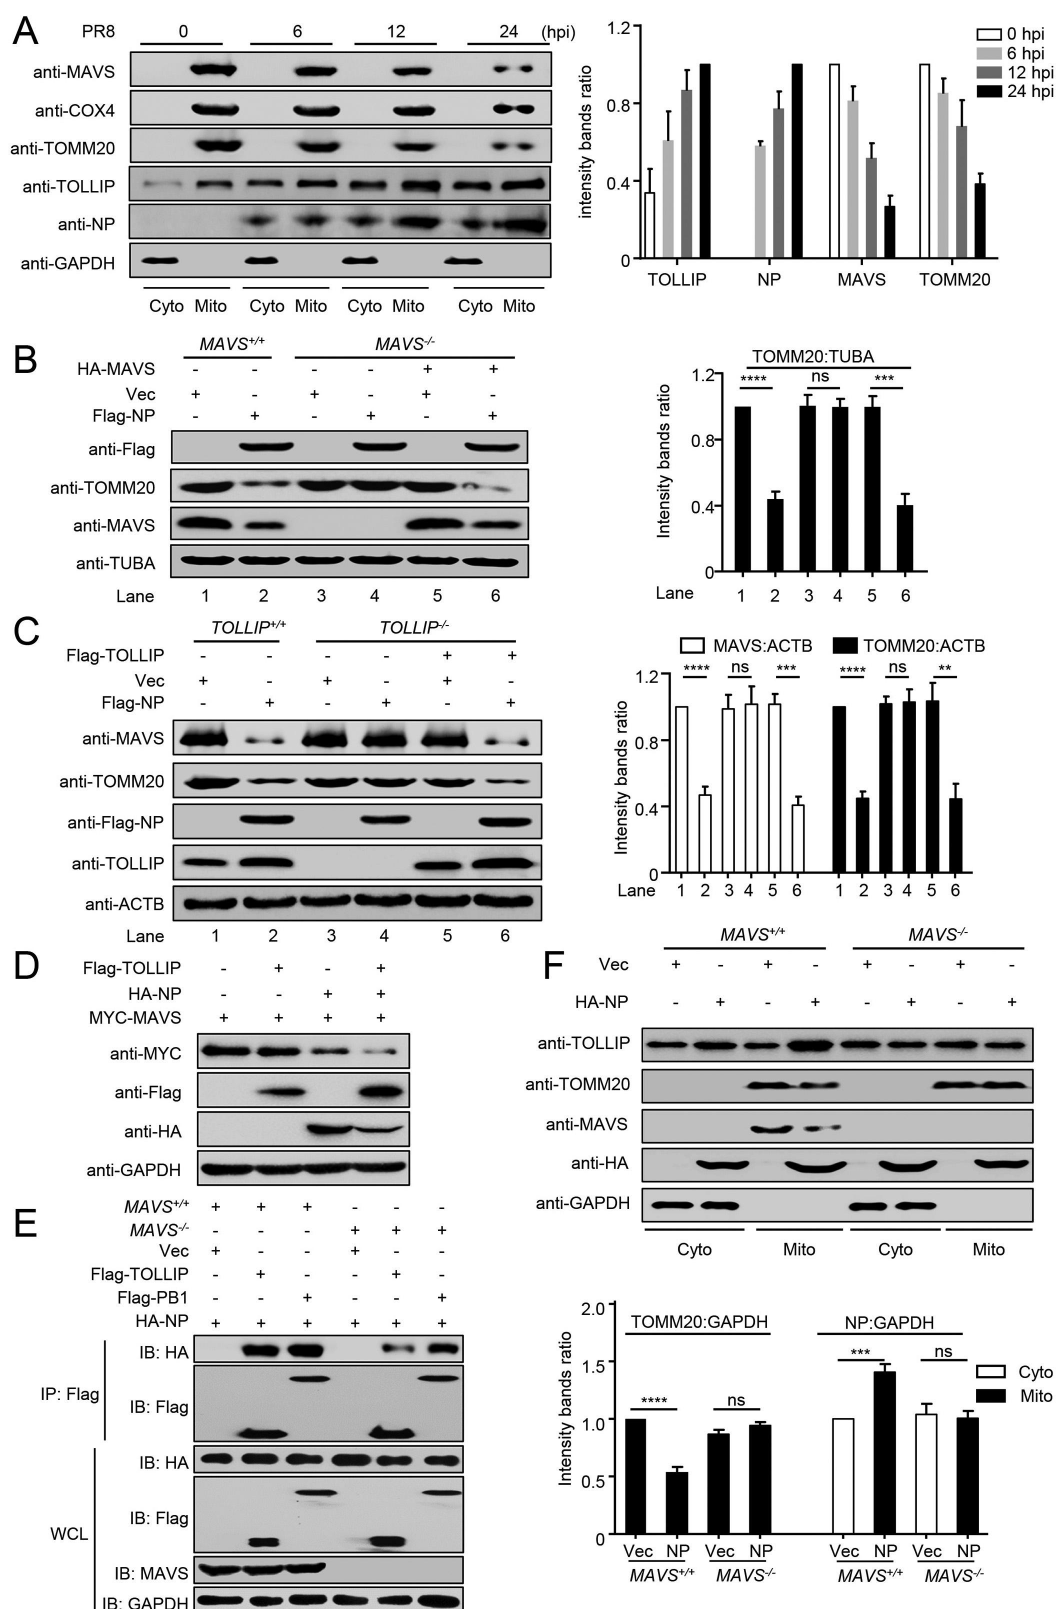 A
PR8 0 6 12 24 (hpi)
anti-MAVS
anti-COX4
anti-TOMM20
anti-TOLLIP
anti-NP
anti-GAPDH
Cyto Mito Cyto Mito Cyto Mito Cyto Mito
intensity bands ratio
1.2
0.8
0.4
0
TOLLIP NP MAVS TOMM20
0 hpi
6 hpi
12 hpi
24 hpi
B
MAVS+/+ MAVS-/-
HA-MAVS - - - - + +
Vec + - + - + -
Flag-NP - + - + - +
anti-Flag
anti-TOMM20
anti-MAVS
anti-TUBA
Lane 1 2 3 4 5 6
TOMM20:TUBA
**** ns ***
Intensity bands ratio
1.2
0.8
0.4
0
Lane 1 2 3 4 5 6
C
TOLLIP+/+ TOLLIP-/-
Flag-TOLLIP - - - - + +
Vec + - + - + -
Flag-NP - + - + - +
anti-MAVS
anti-TOMM20
anti-Flag-NP
anti-TOLLIP
anti-ACTB
Lane 1 2 3 4 5 6
MAVS:ACTB TOMM20:ACTB
**** ns *** **** ns **
Intensity bands ratio
1.2
0.8
0.4
0
Lane 1 2 3 4 5 6 1 2 3 4 5 6
D
Flag-TOLLIP - + - +
HA-NP - - + +
MYC-MAVS + + + +
anti-MYC
anti-Flag
anti-HA
anti-GAPDH
E
MAVS+/+ + + + - - -
MAVS-/- - - - + + +
Vec + - - + - -
Flag-TOLLIP - + - - + -
Flag-PB1 - - + - - +
HA-NP + + + + + +
IP: Flag
IB: HA
IB: Flag
WCL
IB: HA
IB: Flag
IB: MAVS
IB: GAPDH
F
MAVS+/+ MAVS-/-
Vec + - + - + - + -
HA-NP - + - + - + - +
anti-TOLLIP
anti-TOMM20
anti-MAVS
anti-HA
anti-GAPDH
Cyto Mito Cyto Mito
Intensity bands ratio
2.0
1.5
1.0
0.5
0
TOMM20:GAPDH NP:GAPDH
**** ns *** ns
Cyto
Mito
Vec NP Vec NP Vec NP Vec NP
MAVS+/+ MAVS-/- MAVS+/+ MAVS-/-